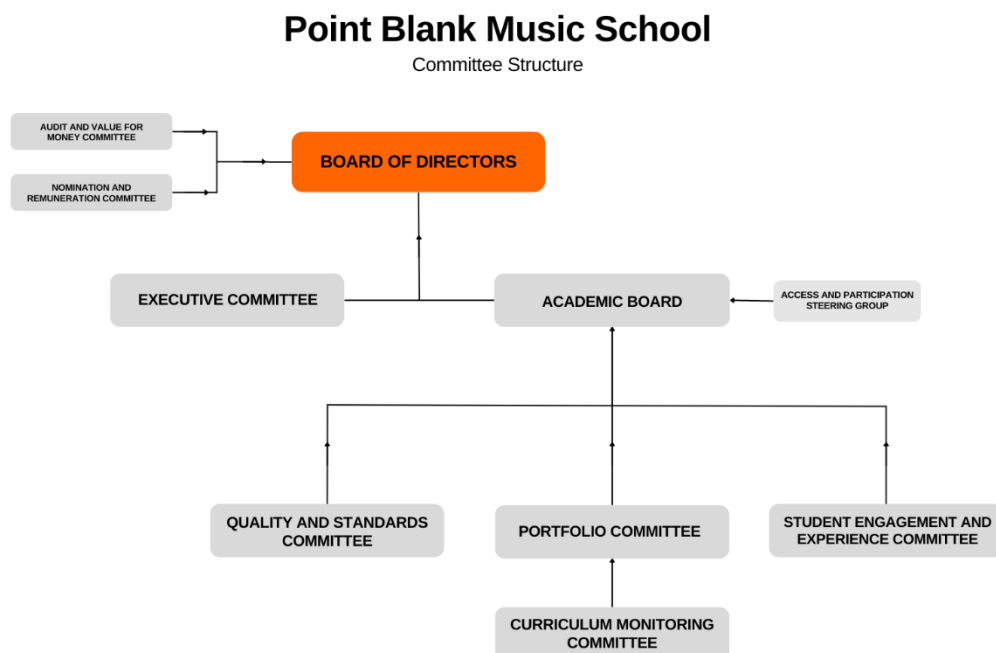 Point Blank Music School
Committee Structure
AUDIT AND VALUE FOR
MONEY COMMITTEE
BOARD OF DIRECTORS
NOMINATION AND
REMUNERATION COMMITTEE
EXECUTIVE COMMITTEE
ACADEMIC BOARD
ACCESS AND PARTICIPATION
STEERING GROUP
QUALITY AND STANDARDS
COMMITTEE
PORTFOLIO COMMITTEE
STUDENT ENGAGEMENT AND
EXPERIENCE COMMITTEE
CURRICULUM MONITORING
COMMITTEE